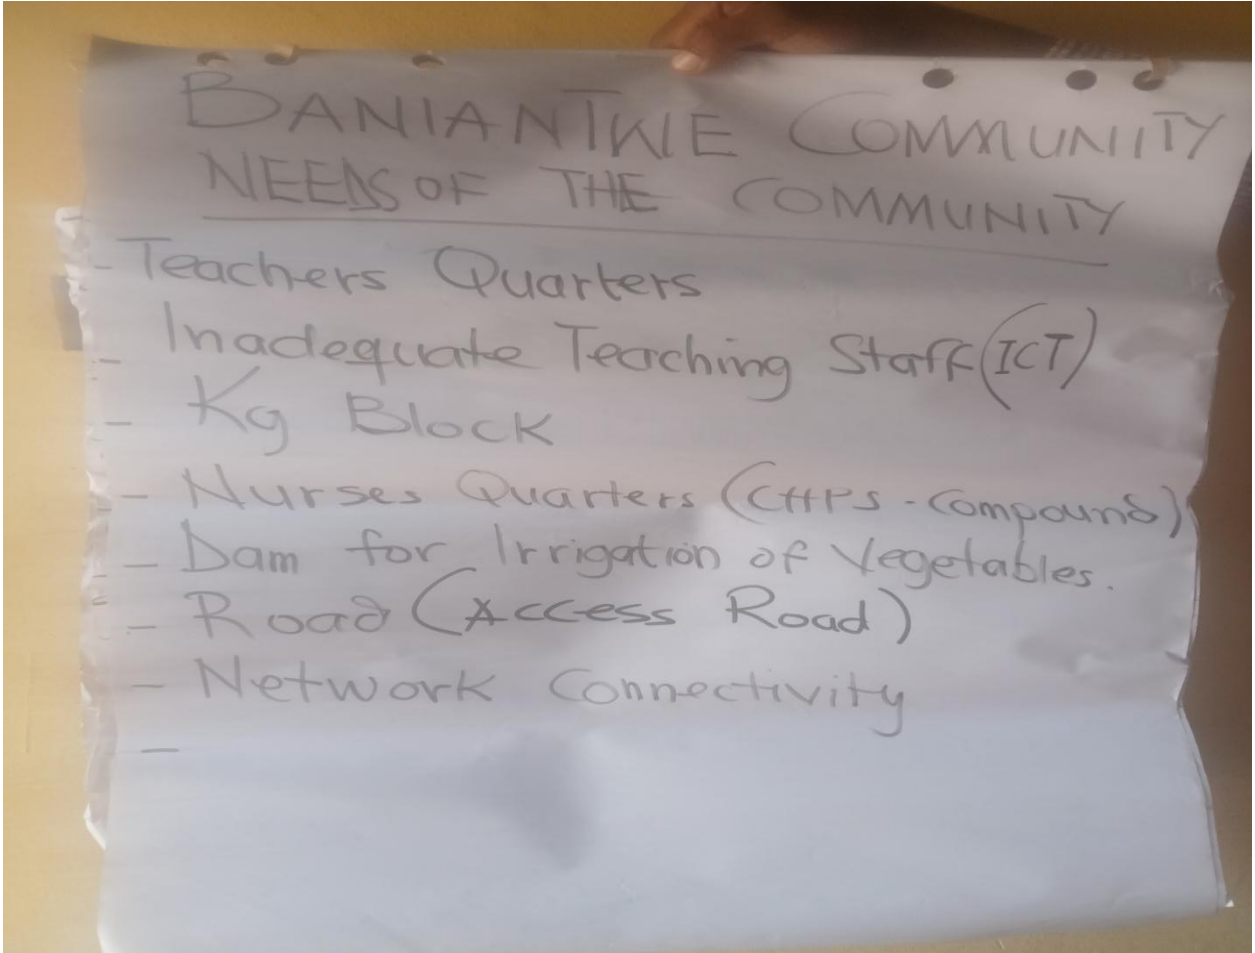 BANIANTWE COMMUNITY
NEEDS OF THE COMMUNITY
- Teachers Quarters
- Inadequate Teaching Staff (ICT)
- Kg Block
- Nurses Quarters (CHPS - Compound)
- Dam for Irrigation of Vegetables.
- Road (Access Road)
- Network Connectivity
-